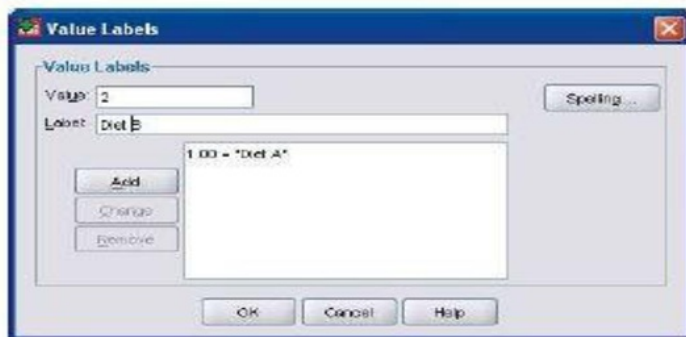 Value Labels
Value Labels
Value: 2
Spelling...
Label: Diet B
1.00 = "Diet A"
Add
Change
Remove
OK
Cancel
Help